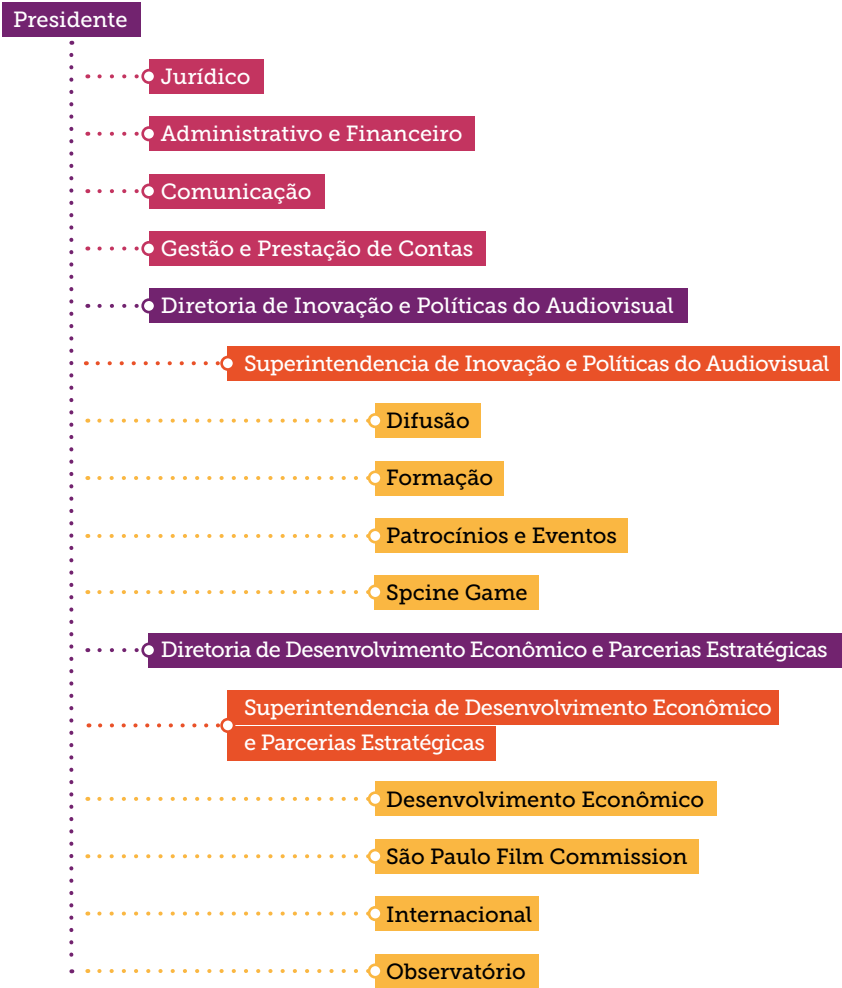 Presidente
Jurídico
Administrativo e Financeiro
Comunicação
Gestão e Prestação de Contas
Diretoria de Inovação e Políticas do Audiovisual
Superintendencia de Inovação e Políticas do Audiovisual
Difusão
Formação
Patrocínios e Eventos
Spcine Game
Diretoria de Desenvolvimento Econômico e Parcerias Estratégicas
Superintendencia de Desenvolvimento Econômico
e Parcerias Estratégicas
Desenvolvimento Econômico
São Paulo Film Commission
Internacional
Observatório